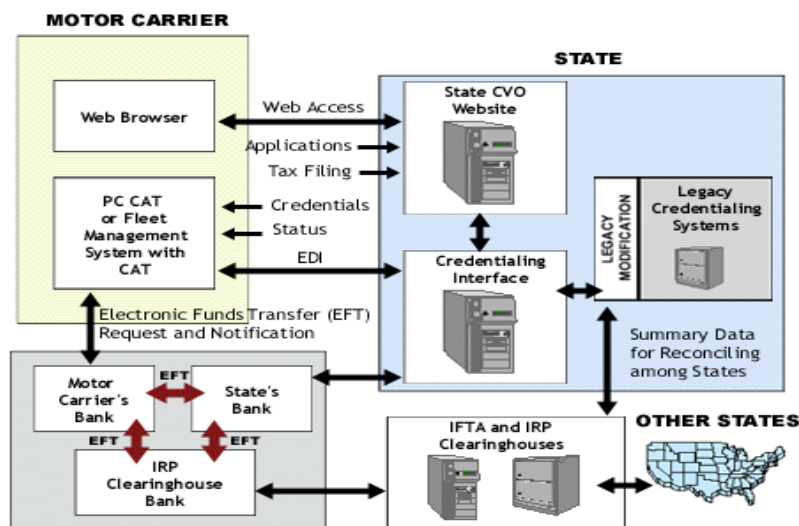 MOTOR CARRIER
STATE
Web Browser
Web Access
State CVO
Website
Applications
Tax Filing
PC CAT
or Fleet
Management
System with
CAT
Credentials
Status
EDI
Credentialing
Interface
LEGACY
MODIFICATION
Legacy
Credentialing
Systems
Electronic Funds Transfer (EFT)
Request and Notification
Summary Data
for Reconciling
among States
Motor
Carrier's
Bank
EFT
State's
Bank
EFT
EFT
IRP
Clearinghouse
Bank
IFTA and IRP
Clearinghouses
OTHER STATES